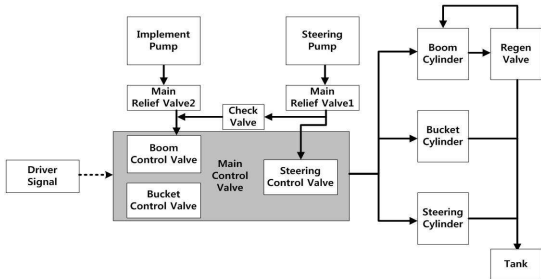 Implement
Pump
Steering
Pump
Boom
Cylinder
Regen
Valve
Main
Relief Valve2
Check
Valve
Main
Relief Valve1
Boom
Control Valve
Main
Control
Valve
Steering
Control Valve
Bucket
Control Valve
Driver
Signal
Bucket
Cylinder
Steering
Cylinder
Tank